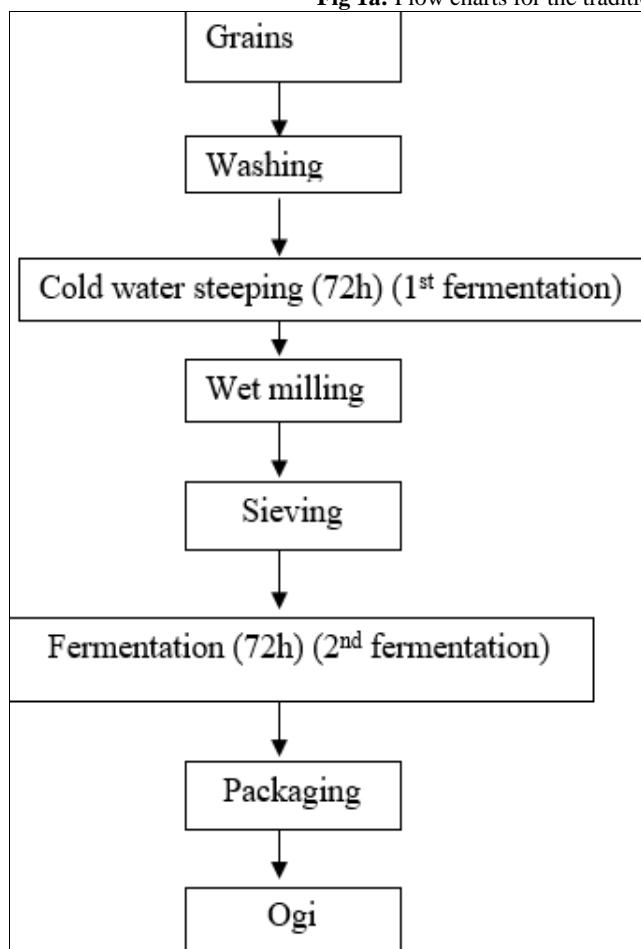 Fig 1a: Flow charts for the traditio
Grains
Washing
Cold water steeping (72h) (1st fermentation)
Wet milling
Sieving
Fermentation (72h) (2nd fermentation)
Packaging
Ogi